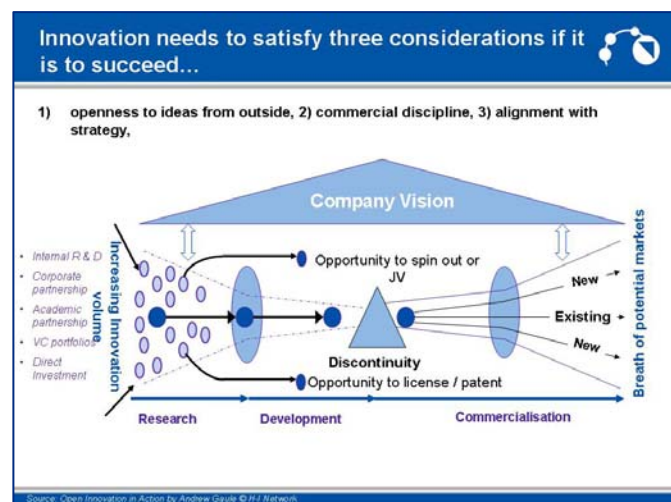 Innovation needs to satisfy three considerations if it
is to succeed...
1) openness to ideas from outside, 2) commercial discipline, 3) alignment with
strategy,
Company Vision
• Internal R & D
• Corporate
partnership
• Academic
partnership
• VC portfolios
• Direct
Investment
Increasing Innovation
volume
Opportunity to spin out or
JV
Discontinuity
Opportunity to license / patent
New
Existing
New
Breath of potential markets
Research
Development
Commercialisation
Source: Open Innovation in Action by Andrew Gaule © H-I Network